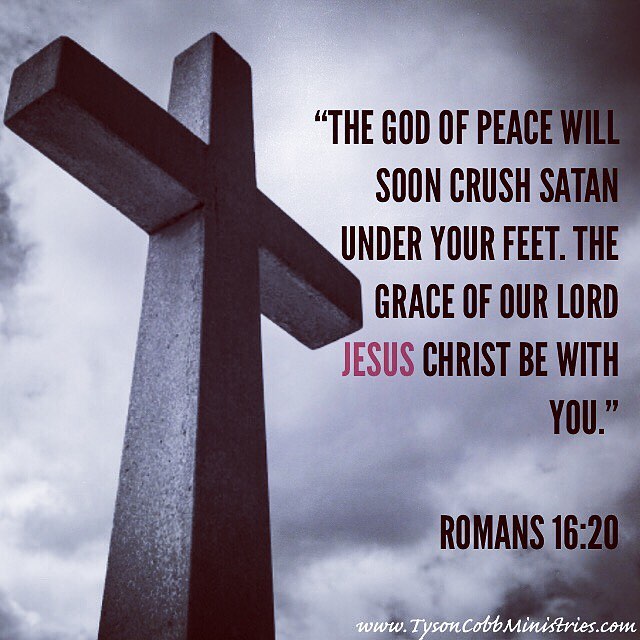 “THE GOD OF PEACE WILL
SOON CRUSH SATAN
UNDER YOUR FEET. THE
GRACE OF OUR LORD
JESUS CHRIST BE WITH
YOU.”
ROMANS 16:20
www.TysonCobbMinistries.com